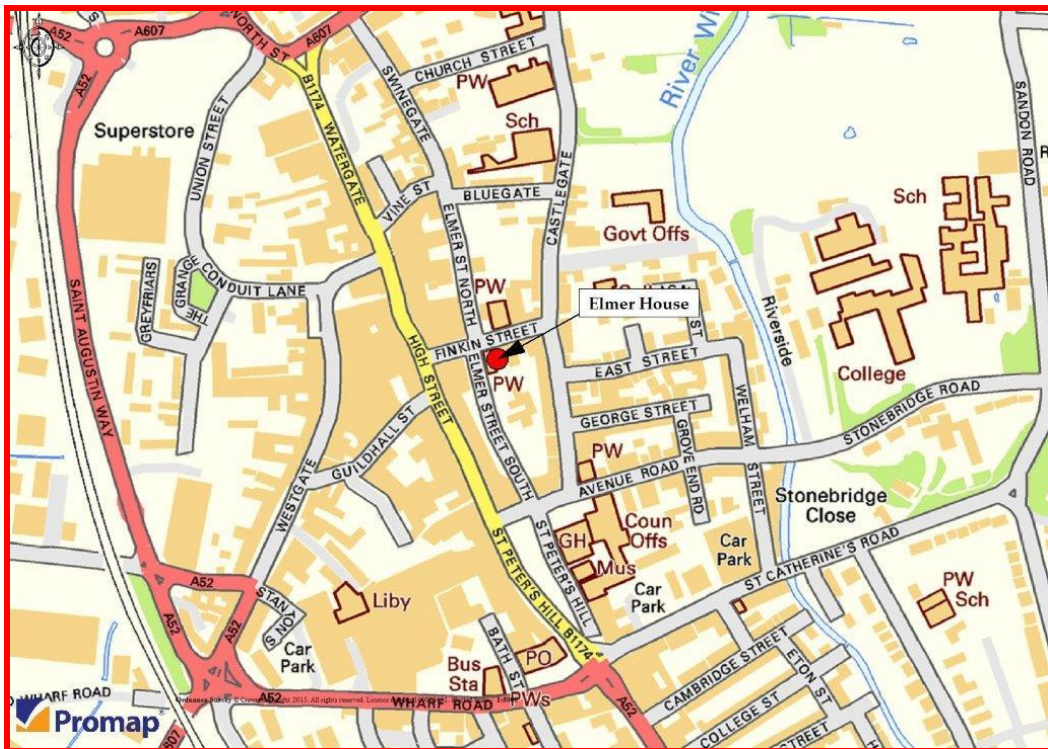 A52
A607
NORTH ST
A607
River Wi
A52
CHURCH STREET
PW
SWINEGATE
SANDON ROAD
B1174
WATERGATE
Superstore
UNION STREET
Sch
Sch
BLUEGATE
VINE ST
CASTLEGATE
Govt Offs
ELMER ST NORTH
THE GRANGE
CONDUIT LANE
GREYFRIARS
PW
Elmer House
Riverside
FINKIN STREET
HIGH STREET
EAST STREET
PW
College
SAINT AUGUSTIN WAY
ELMER STREET SOUTH
WELHAM STREET
GEORGE STREET
STONEBRIDGE ROAD
GUILDHALL ST
PW
GROVE END RD
AVENUE ROAD
WESTGATE
Stonebridge
Close
Coun
Offs
GH
Car
Park
ST PETER'S HILL B1174
ST PETER'S HILL
Mus
Car
Park
ST CATHERINE'S ROAD
A52
STANTON S
Liby
PW
Sch
A52
A52
Car
Park
BATH ST
PO
Bus
Sta
PWs
CAMBRIDGE STREET
ETON ST
COLLEGE ST
WHARF ROAD
A52
WHARF ROAD
A52
A607
Promap